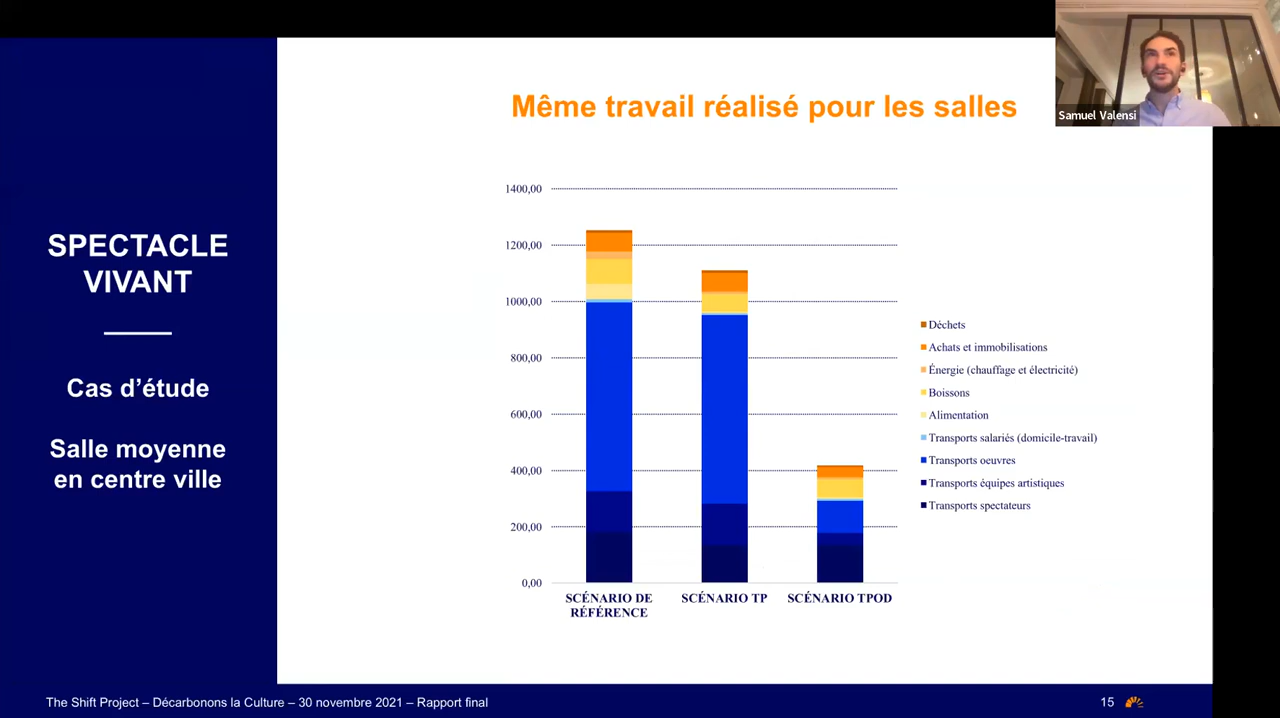 Même travail réalisé pour les salles
Samuel Valensi
SPECTACLE
VIVANT
Cas d'étude
Salle moyenne
en centre ville
1400,00
1200,00
1000,00
800,00
600,00
400,00
200,00
0,00
SCÉNARIO DE
RÉFÉRENCE
SCÉNARIO TP
SCÉNARIO TPOD
Déchets
Achats et immobilisations
Énergie (chauffage et électricité)
Boissons
Alimentation
Transports salariés (domicile-travail)
Transports oeuvres
Transports équipes artistiques
Transports spectateurs
The Shift Project – Décarbonons la Culture – 30 novembre 2021 – Rapport final
15